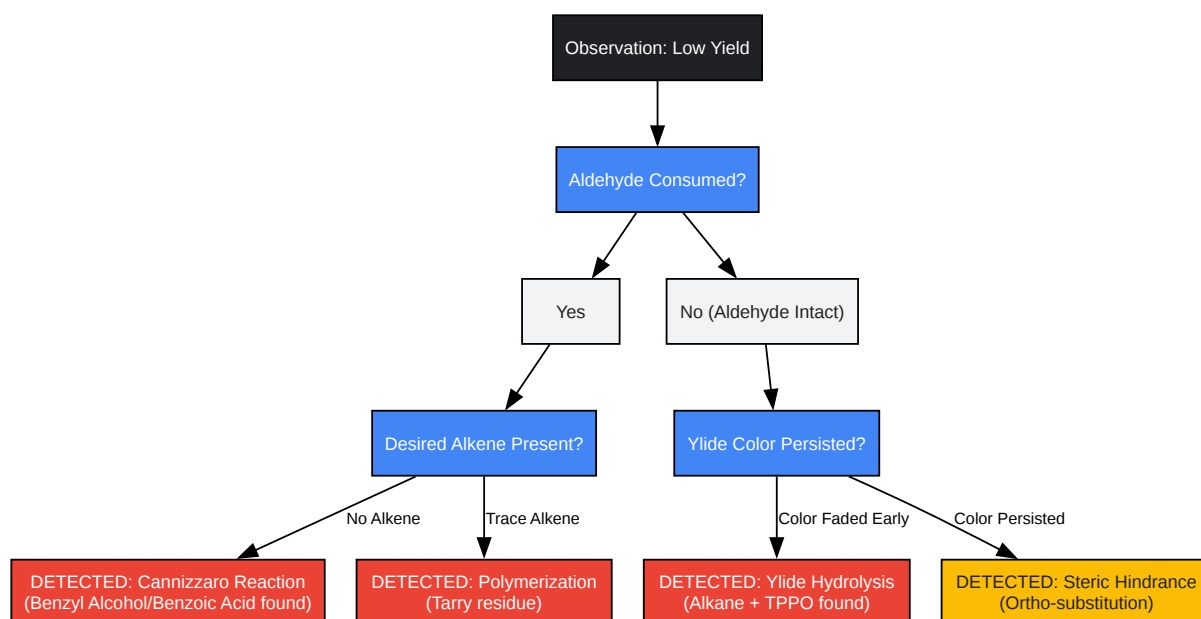 Observation: Low Yield
Aldehyde Consumed?
Yes
No (Aldehyde Intact)
Desired Alkene Present?
Ylide Color Persisted?
No Alkene
Trace Alkene
Color Faded Early
Color Persisted
DETECTED: Cannizzaro Reaction
(Benzyl Alcohol/Benzoic Acid found)
DETECTED: Polymerization
(Tarry residue)
DETECTED: Ylide Hydrolysis
(Alkane + TPPO found)
DETECTED: Steric Hindrance
(Ortho-substitution)